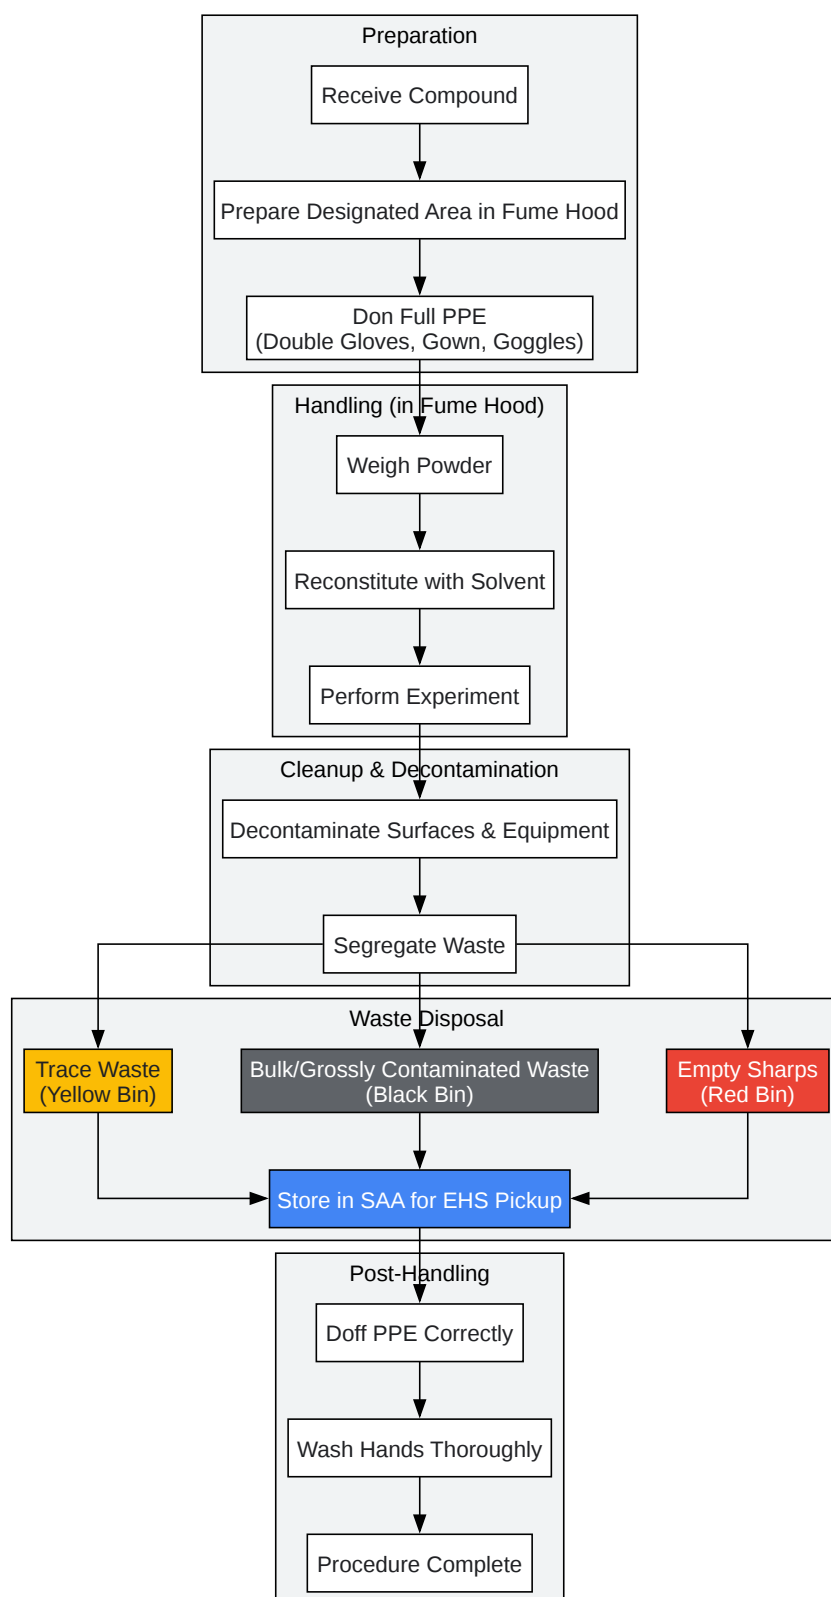 Preparation
Receive Compound
Prepare Designated Area in Fume Hood
Don Full PPE
(Double Gloves, Gown, Goggles)
Handling (in Fume Hood)
Weigh Powder
Reconstitute with Solvent
Perform Experiment
Cleanup & Decontamination
Decontaminate Surfaces & Equipment
Segregate Waste
Waste Disposal
Trace Waste
(Yellow Bin)
Bulk/Grossly Contaminated Waste
(Black Bin)
Empty Sharps
(Red Bin)
Store in SAA for EHS Pickup
Post-Handling
Doff PPE Correctly
Wash Hands Thoroughly
Procedure Complete